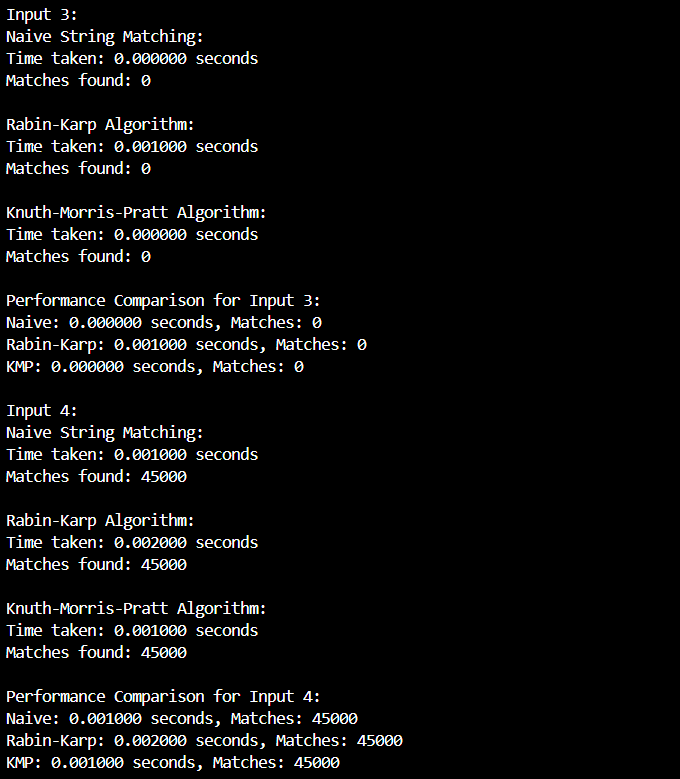 Input 3:
Naive String Matching:
Time taken: 0.000000 seconds
Matches found: 0

Rabin-Karp Algorithm:
Time taken: 0.001000 seconds
Matches found: 0

Knuth-Morris-Pratt Algorithm:
Time taken: 0.000000 seconds
Matches found: 0

Performance Comparison for Input 3:
Naive: 0.000000 seconds, Matches: 0
Rabin-Karp: 0.001000 seconds, Matches: 0
KMP: 0.000000 seconds, Matches: 0

Input 4:
Naive String Matching:
Time taken: 0.001000 seconds
Matches found: 45000

Rabin-Karp Algorithm:
Time taken: 0.002000 seconds
Matches found: 45000

Knuth-Morris-Pratt Algorithm:
Time taken: 0.001000 seconds
Matches found: 45000

Performance Comparison for Input 4:
Naive: 0.001000 seconds, Matches: 45000
Rabin-Karp: 0.002000 seconds, Matches: 45000
KMP: 0.001000 seconds, Matches: 45000